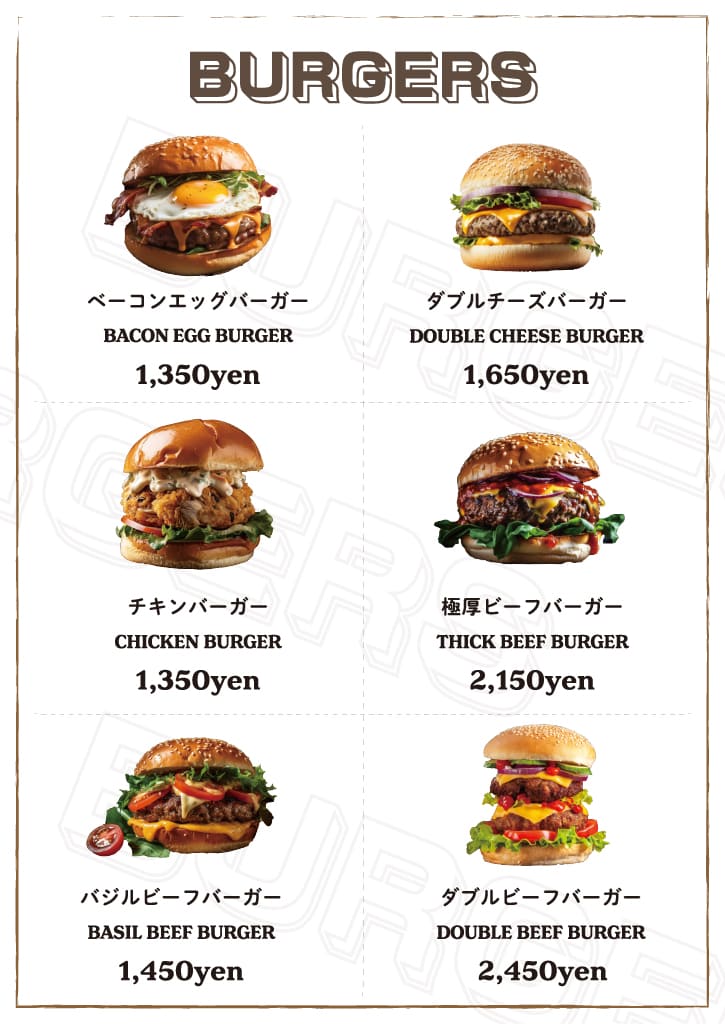 BURGERS
ベーコンエッグバーガー
BACON EGG BURGER
1,350yen
ダブルチーズバーガー
DOUBLE CHEESE BURGER
1,650yen
チキンバーガー
CHICKEN BURGER
1,350yen
極厚ビーフバーガー
THICK BEEF BURGER
2,150yen
バジルビーフバーガー
BASIL BEEF BURGER
1,450yen
ダブルビーフバーガー
DOUBLE BEEF BURGER
2,450yen
BURGERS
BURGERS
BURGERS